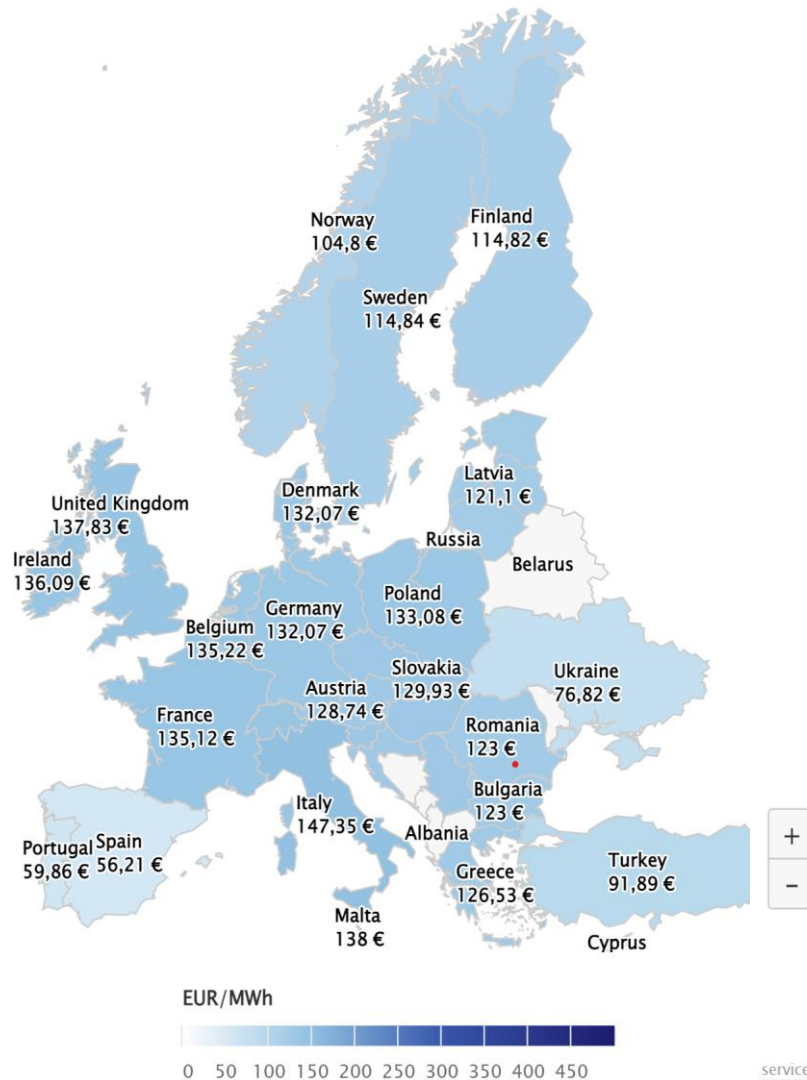 Norway
104,8 €
Finland
114,82 €
Sweden
114,84 €
Latvia
121,1 €
Denmark
132,07 €
United Kingdom
137,83 €
Russia
Ireland
136,09 €
Belarus
Poland
133,08 €
Germany
132,07 €
Belgium
135,22 €
Slovakia
129,93 €
Ukraine
76,82 €
Austria
128,74 €
France
135,12 €
Romania
123 €
Bulgaria
123 €
Italy
147,35 €
Albania
Portugal
59,86 €
Spain
56,21 €
Turkey
91,89 €
Greece
126,53 €
Malta
138 €
Cyprus
+
−
EUR/MWh
0 50 100 150 200 250 300 350 400 450
service